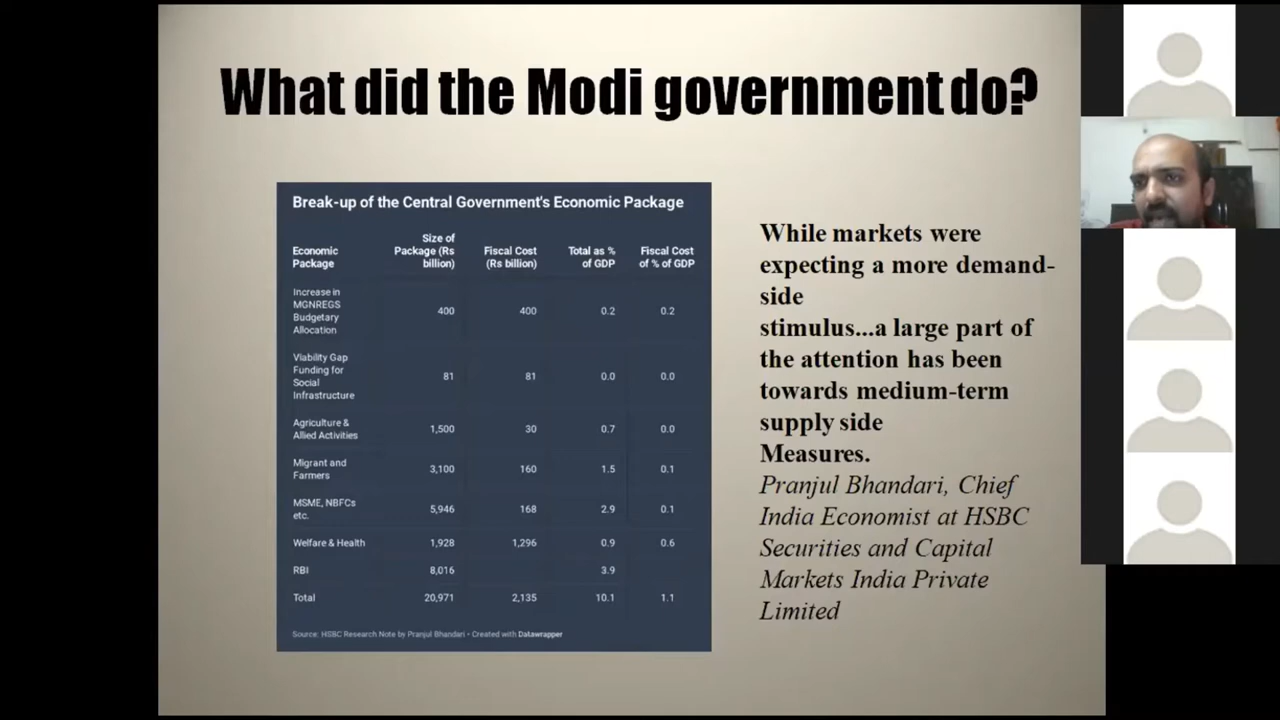 What did the Modi government do?
Break-up of the Central Government's Economic Package
Economic Package
Size of Package (Rs billion)
Fiscal Cost (Rs billion)
Total as % of GDP
Fiscal Cost of % of GDP
Increase in MGNREGS Budgetary Allocation 400 400 0.2 0.2
Viability Gap Funding for Social Infrastructure 81 81 0.0 0.0
Agriculture & Allied Activities 1,500 30 0.7 0.0
Migrant and Farmers 3,100 160 1.5 0.1
MSME, NBFCs etc. 5,946 168 2.9 0.1
Welfare & Health 1,928 1,296 0.9 0.6
RBI 8,016 3.9
Total 20,971 2,135 10.1 1.1
Source: HSBC Research Note by Pranjul Bhandari • Created with Datawrapper
While markets were
expecting a more demand-
side
stimulus...a large part of
the attention has been
towards medium-term
supply side
Measures.
Pranjul Bhandari, Chief
India Economist at HSBC
Securities and Capital
Markets India Private
Limited